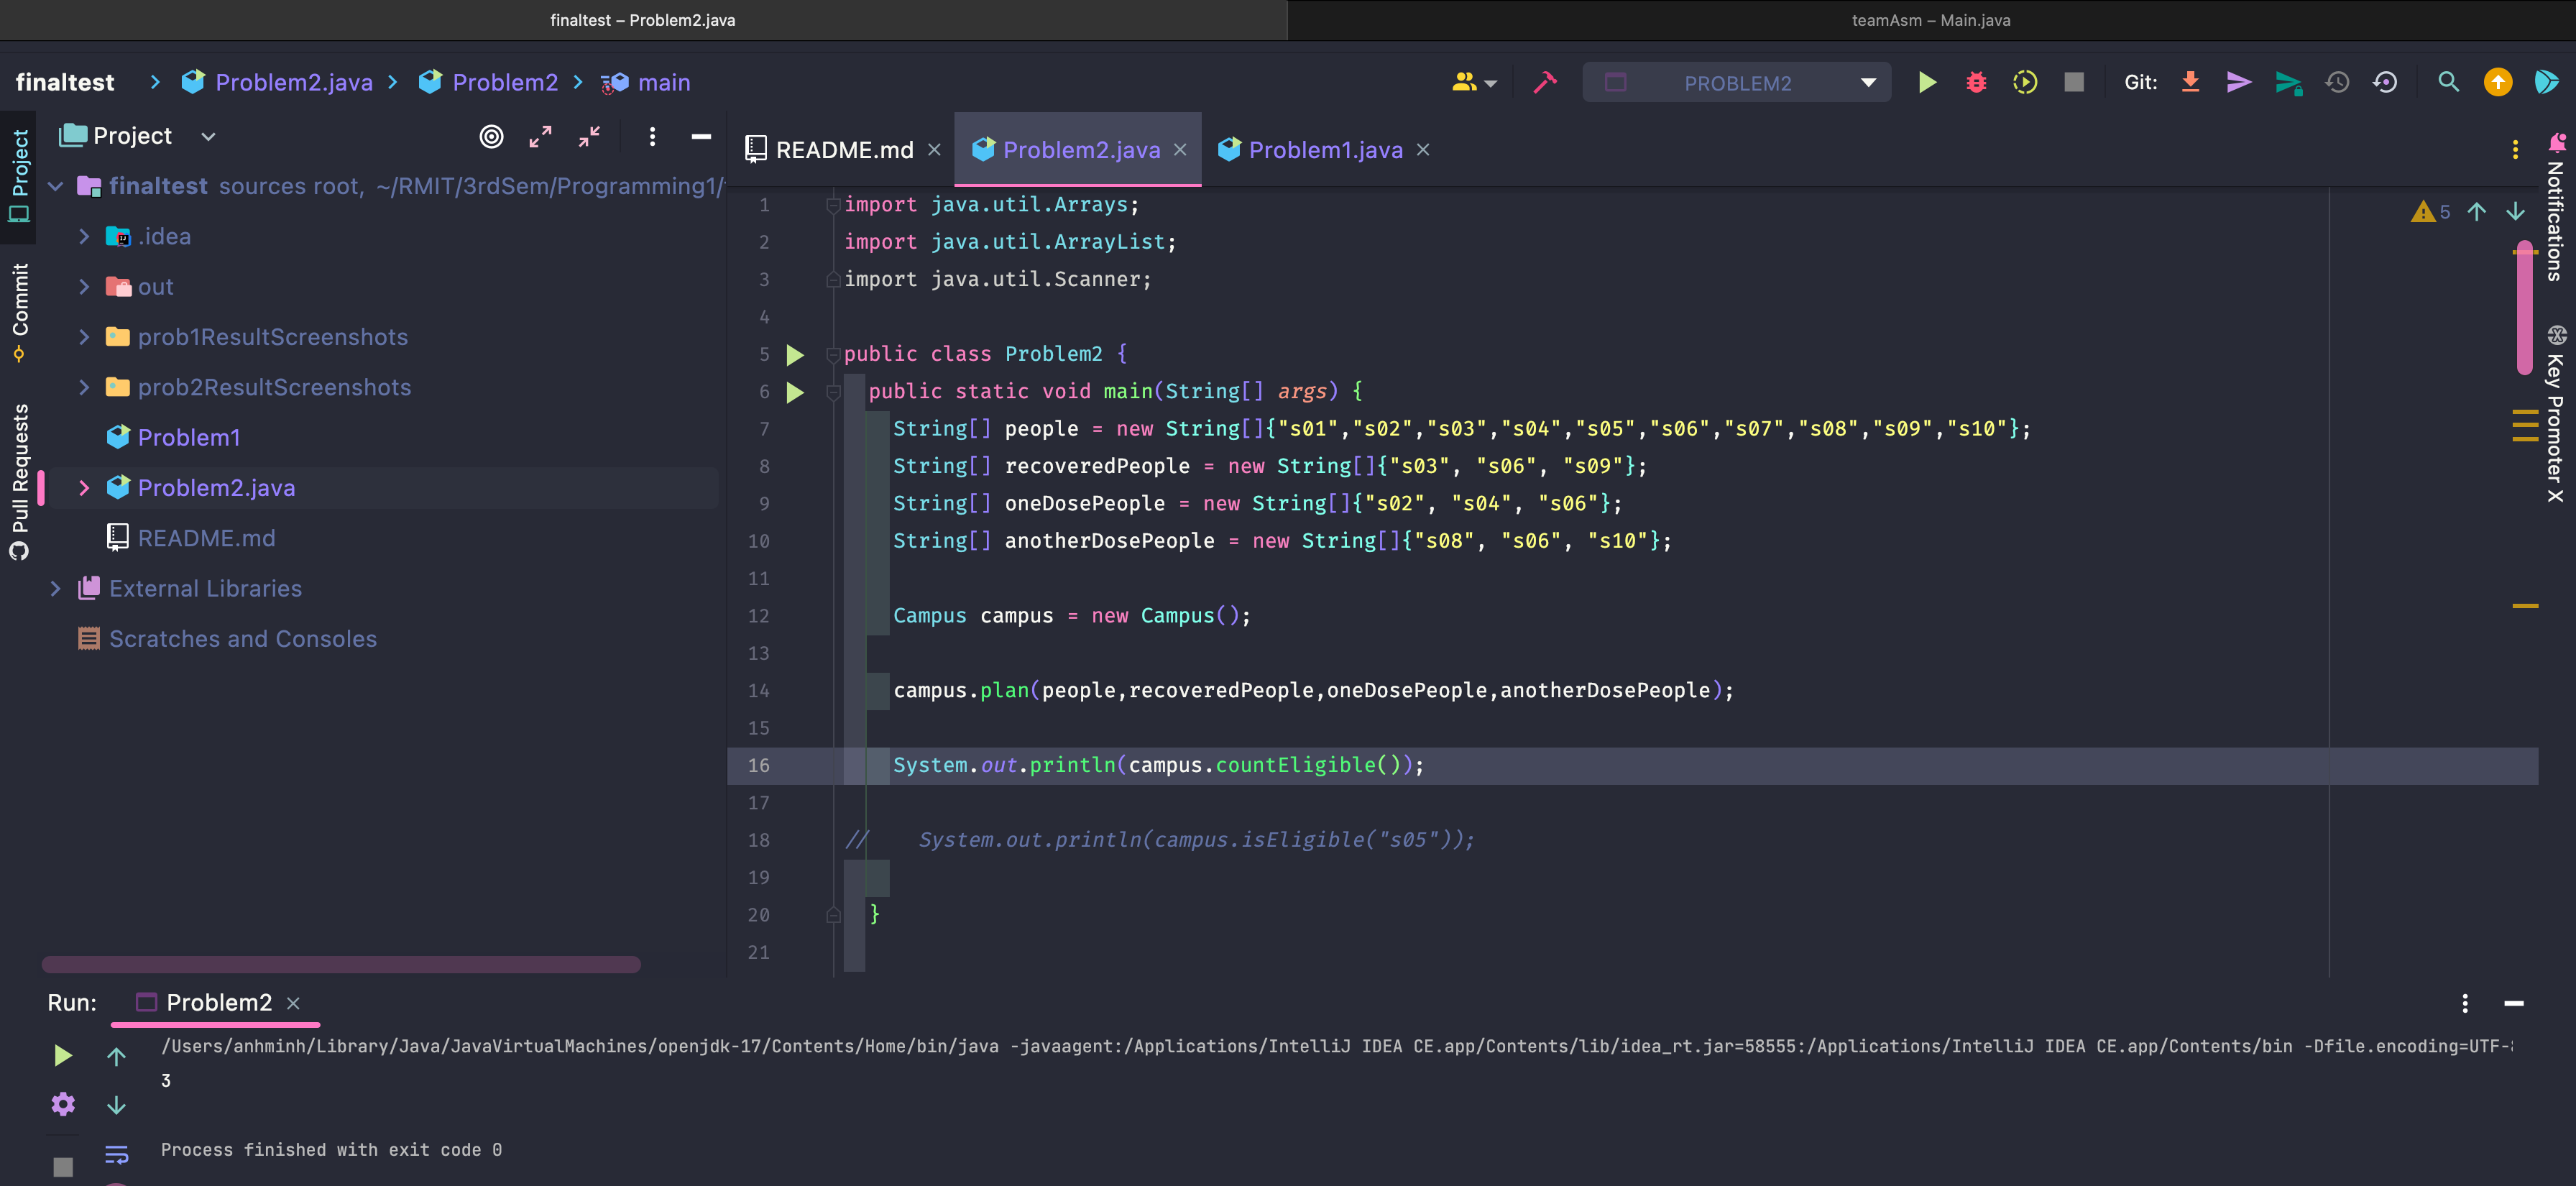 finaltest – Problem2.java
teamAsm – Main.java
finaltest
Problem2.java
Problem2
main
PROBLEM2
Git:
Project
Commit
Pull Requests
Project
finaltest sources root, ~/RMIT/3rdSem/Programming1/
.idea
out
prob1ResultScreenshots
prob2ResultScreenshots
Problem1
Problem2.java
README.md
External Libraries
Scratches and Consoles
README.md
Problem2.java
Problem1.java
5
Notifications
Key Promoter X
1 import java.util.Arrays;
2 import java.util.ArrayList;
3 import java.util.Scanner;
4
5 public class Problem2 {
6 public static void main(String[] args) {
7 String[] people = new String[]{"s01","s02","s03","s04","s05","s06","s07","s08","s09","s10"};
8 String[] recoveredPeople = new String[]{"s03", "s06", "s09"};
9 String[] oneDosePeople = new String[]{"s02", "s04", "s06"};
10 String[] anotherDosePeople = new String[]{"s08", "s06", "s10"};
11
12 Campus campus = new Campus();
13
14 campus.plan(people,recoveredPeople,oneDosePeople,anotherDosePeople);
15
16 System.out.println(campus.countEligible());
17
18 // System.out.println(campus.isEligible("s05"));
19
20 }
21
Run:
Problem2
/Users/anhminh/Library/Java/JavaVirtualMachines/openjdk-17/Contents/Home/bin/java -javaagent:/Applications/IntelliJ IDEA CE.app/Contents/lib/idea_rt.jar=58555:/Applications/IntelliJ IDEA CE.app/Contents/bin -Dfile.encoding=UTF-8
3
Process finished with exit code 0